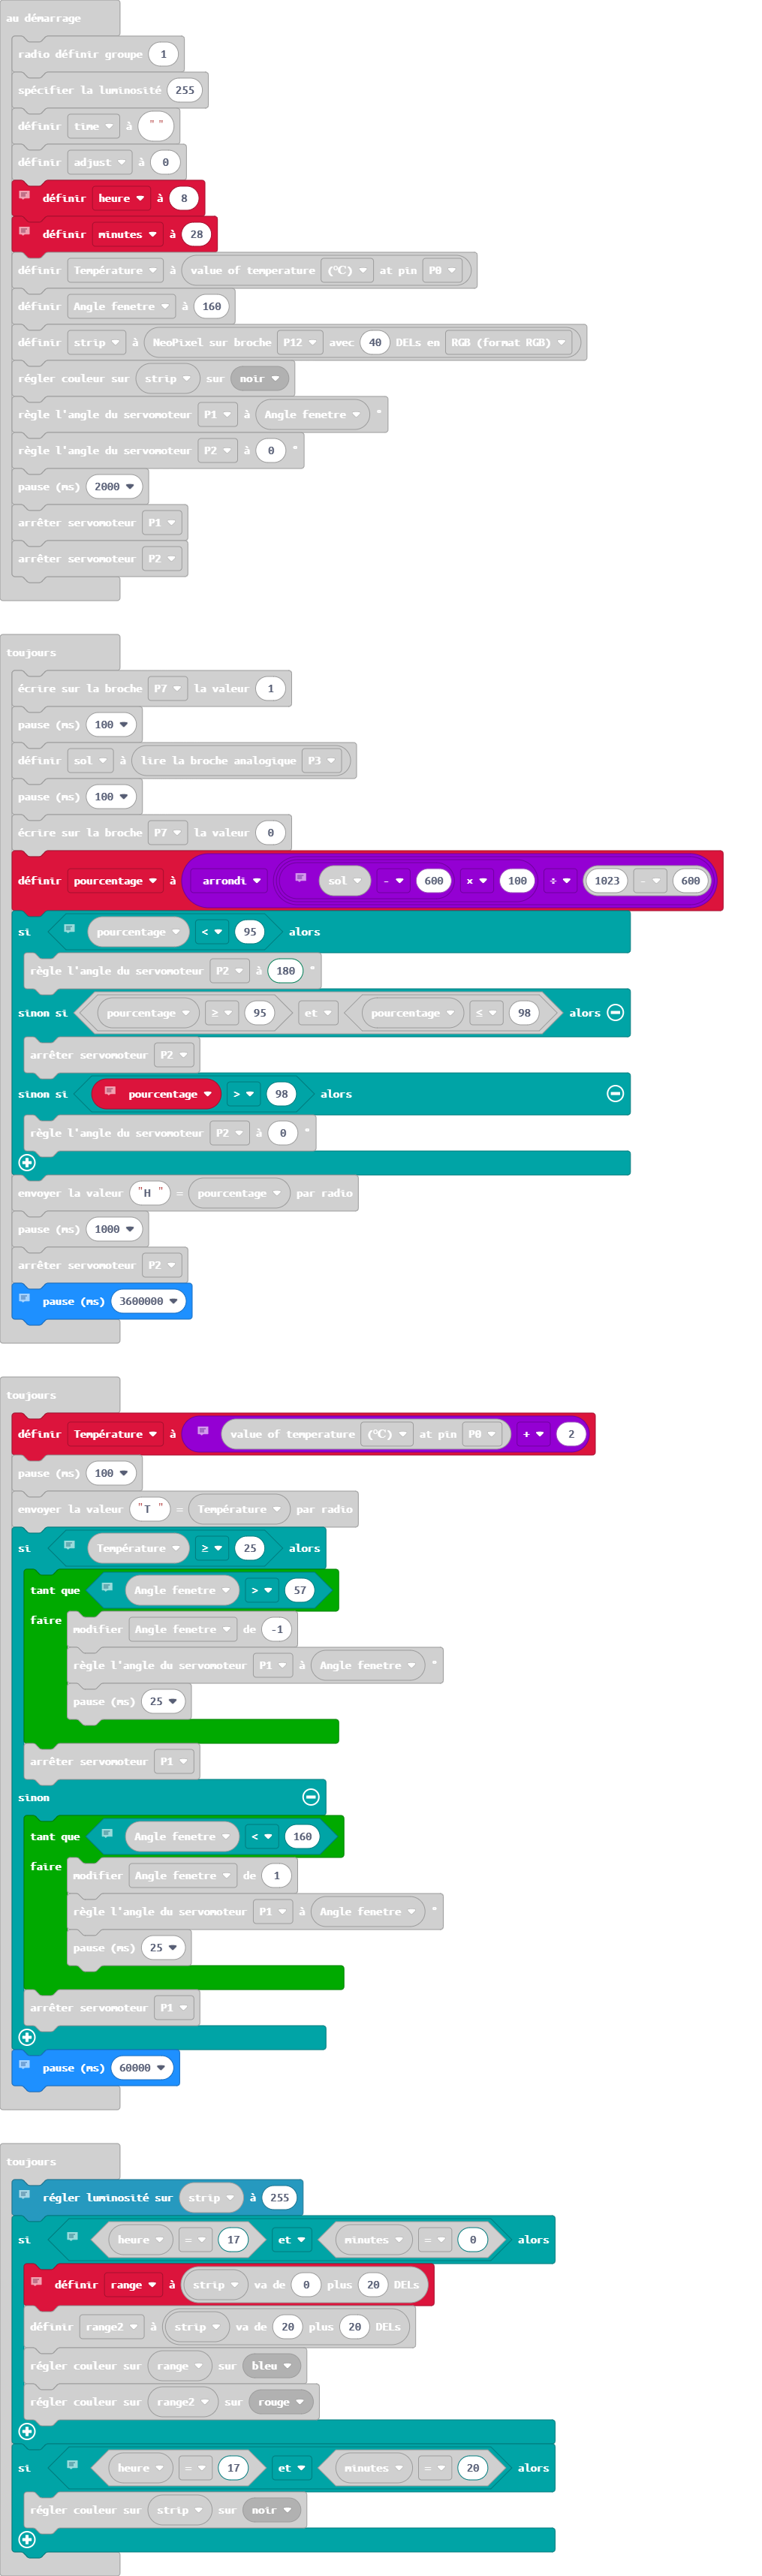 au démarrage
radio définir groupe 1
spécifier la luminosité 255
définir time à " "
définir adjust à 0
définir heure à 8
définir minutes à 28
définir Température à value of temperature (℃) at pin P0
définir Angle fenetre à 160
définir strip à NeoPixel sur broche P12 avec 40 DELs en RGB (format RGB)
régler couleur sur strip sur noir
règle l'angle du servomoteur P1 à Angle fenetre °
règle l'angle du servomoteur P2 à 0 °
pause (ms) 2000
arrêter servomoteur P1
arrêter servomoteur P2
toujours
écrire sur la broche P7 la valeur 1
pause (ms) 100
définir sol à lire la broche analogique P3
pause (ms) 100
écrire sur la broche P7 la valeur 0
définir pourcentage à arrondi sol - 600 × 100 ÷ 1023 - 600
si pourcentage < 95 alors
règle l'angle du servomoteur P2 à 180 °
sinon si pourcentage ≥ 95 et pourcentage ≤ 98 alors
arrêter servomoteur P2
sinon si pourcentage > 98 alors
règle l'angle du servomoteur P2 à 0 °
envoyer la valeur "H " = pourcentage par radio
pause (ms) 1000
arrêter servomoteur P2
pause (ms) 3600000
toujours
définir Température à value of temperature (℃) at pin P0 + 2
pause (ms) 100
envoyer la valeur "T " = Température par radio
si Température ≥ 25 alors
tant que Angle fenetre > 57
faire modifier Angle fenetre de -1
règle l'angle du servomoteur P1 à Angle fenetre °
pause (ms) 25
arrêter servomoteur P1
sinon
tant que Angle fenetre < 160
faire modifier Angle fenetre de 1
règle l'angle du servomoteur P1 à Angle fenetre °
pause (ms) 25
arrêter servomoteur P1
pause (ms) 60000
toujours
régler luminosité sur strip à 255
si heure = 17 et minutes = 0 alors
définir range à strip va de 0 plus 20 DELs
définir range2 à strip va de 20 plus 20 DELs
régler couleur sur range sur bleu
régler couleur sur range2 sur rouge
si heure = 17 et minutes = 20 alors
régler couleur sur strip sur noir